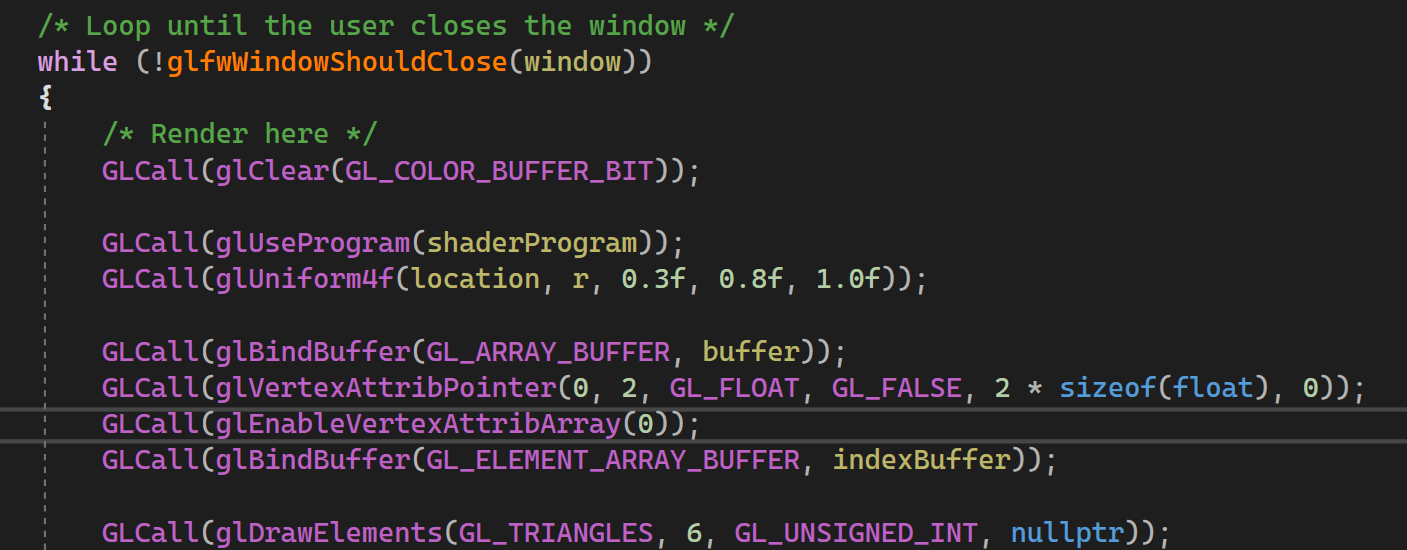 /* Loop until the user closes the window */
while (!glfwWindowShouldClose(window))
{
/* Render here */
GLCall(glClear(GL_COLOR_BUFFER_BIT));
GLCall(glUseProgram(shaderProgram));
GLCall(glUniform4f(location, r, 0.3f, 0.8f, 1.0f));
GLCall(glBindBuffer(GL_ARRAY_BUFFER, buffer));
GLCall(glVertexAttribPointer(0, 2, GL_FLOAT, GL_FALSE, 2 * sizeof(float), 0));
GLCall(glEnableVertexAttribArray(0));
GLCall(glBindBuffer(GL_ELEMENT_ARRAY_BUFFER, indexBuffer));
GLCall(glDrawElements(GL_TRIANGLES, 6, GL_UNSIGNED_INT, nullptr));